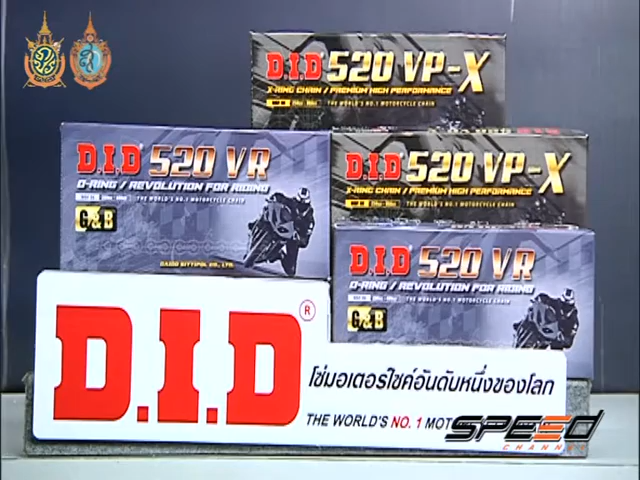 D.I.D 520 VP-X
X-RING CHAIN / PREMIUM HIGH PERFORMANCE
THE WORLD'S NO.1 MOTORCYCLE CHAIN
D.I.D 520 VR
O-RING / REVOLUTION FOR RIDING
THE WORLD'S NO.1 MOTORCYCLE CHAIN
G&B
DAIDO SITTIPOL CO., LTD.
D.I.D 520 VP-X
X-RING CHAIN / PREMIUM HIGH PERFORMANCE
THE WORLD'S NO.1 MOTORCYCLE CHAIN
D.I.D 520 VR
O-RING / REVOLUTION FOR RIDING
THE WORLD'S NO.1 MOTORCYCLE CHAIN
G&B
D.I.D ®
โซ่มอเตอร์ไซค์อันดับหนึ่งของโลก
THE WORLD'S NO. 1 MOT
SPEED
CHANNEL